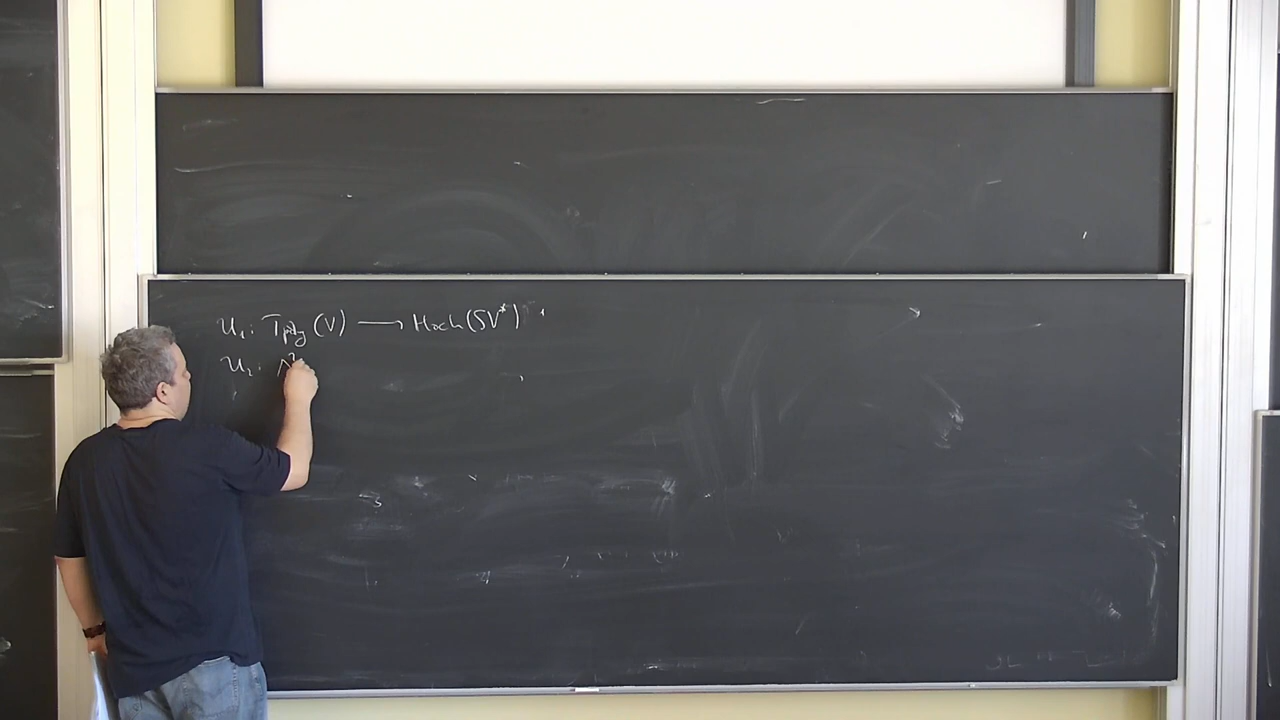 U₁: T_poly(V) ⟶ Hoch(SV*)
U₂: Λ²